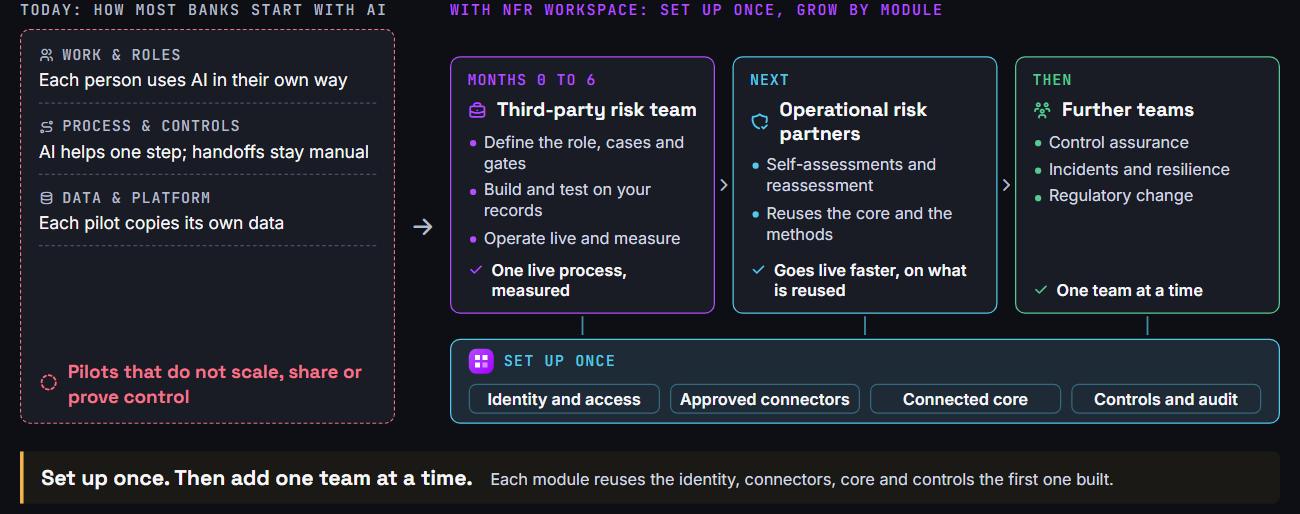 TODAY: HOW MOST BANKS START WITH AI
WORK & ROLES
Each person uses AI in their own way
PROCESS & CONTROLS
AI helps one step; handoffs stay manual
DATA & PLATFORM
Each pilot copies its own data
Pilots that do not scale, share or
prove control
WITH NFR WORKSPACE: SET UP ONCE, GROW BY MODULE
MONTHS 0 TO 6
Third-party risk team
Define the role, cases and
gates
Build and test on your
records
Operate live and measure
One live process,
measured
NEXT
Operational risk
partners
Self-assessments and
reassessment
Reuses the core and the
methods
Goes live faster, on what
is reused
THEN
Further teams
Control assurance
Incidents and resilience
Regulatory change
One team at a time
SET UP ONCE
Identity and access
Approved connectors
Connected core
Controls and audit
Set up once. Then add one team at a time. Each module reuses the identity, connectors, core and controls the first one built.